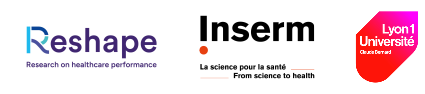 Reshape
Research on healthcare performance
Inserm
La science pour la santé
From science to health
Lyon 1
Université
Claude Bernard